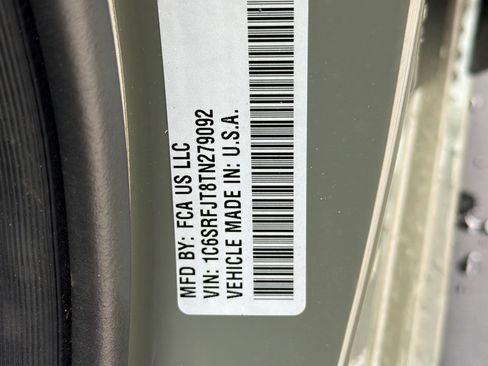 MFD BY: FCA US LLC
VIN: 1C6SRFJT8TN279092
VEHICLE MADE IN: U.S.A.